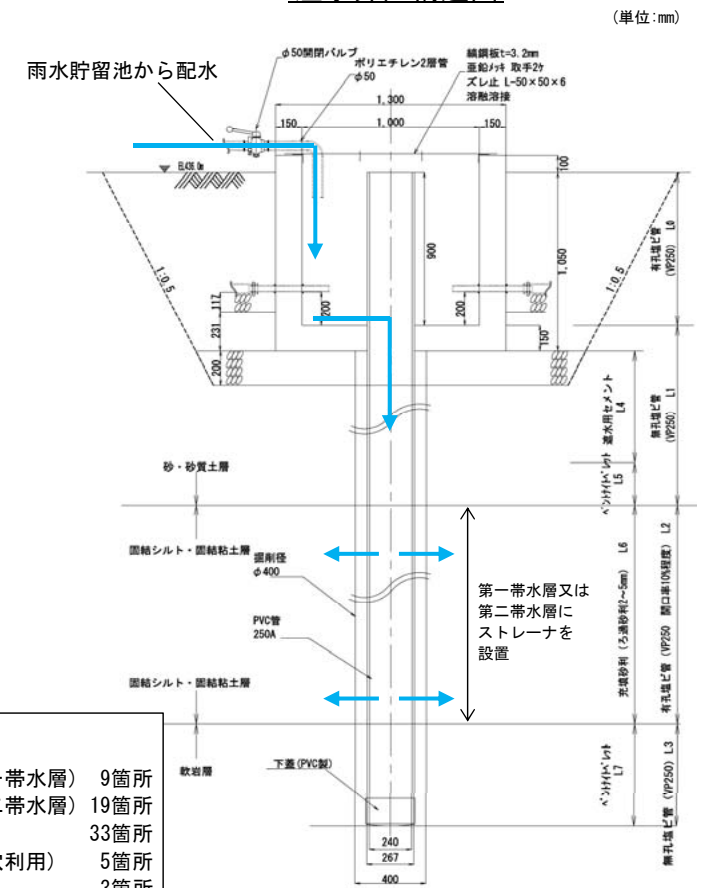 (単位:mm)
φ50開閉バルブ
ポリエチレン2層管
φ50
縞鋼板t=3.2mm
亜鉛メッキ 取手2ケ
ズレ止 L-50×50×6
溶融溶接
雨水貯留池から配水
1,300
150
1,000
150
EL436.0m
100
900
1,050
有孔塩ビ管
(VP250) L0
1:0.5
1:0.5
117
200
200
231
150
200
遮水用セメント
L4
無孔塩ビ管
(VP250) L1
砂・砂質土層
ベントナイトペレット
L5
固結シルト・固結粘土層
掘削径
φ400
第一帯水層又は
第二帯水層に
ストレーナを
設置
充填砂利 (ろ過砂利2~5mm) L6
有孔塩ビ管 (VP250 開口率10%程度) L2
PVC管
250A
固結シルト・固結粘土層
軟岩層
下蓋(PVC製)
ベントナイトペレット
L7
無孔塩ビ管 (VP250) L3
240
267
400
帯水層) 9箇所
帯水層) 19箇所
33箇所
利用) 5箇所